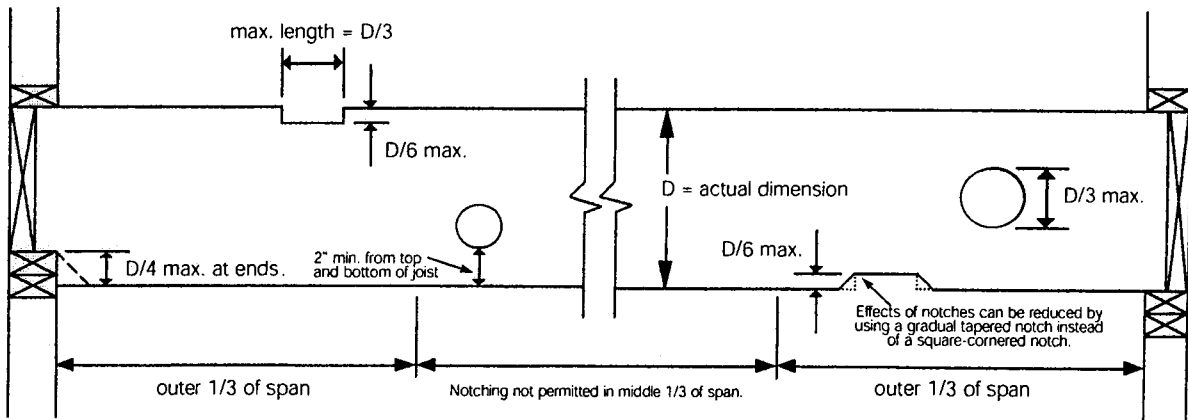 max. length = D/3
D/6 max.
D = actual dimension
D/3 max.
D/4 max. at ends.
2" min. from top
and bottom of joist
D/6 max.
Effects of notches can be reduced by
using a gradual tapered notch instead
of a square-cornered notch.
outer 1/3 of span
Notching not permitted in middle 1/3 of span.
outer 1/3 of span